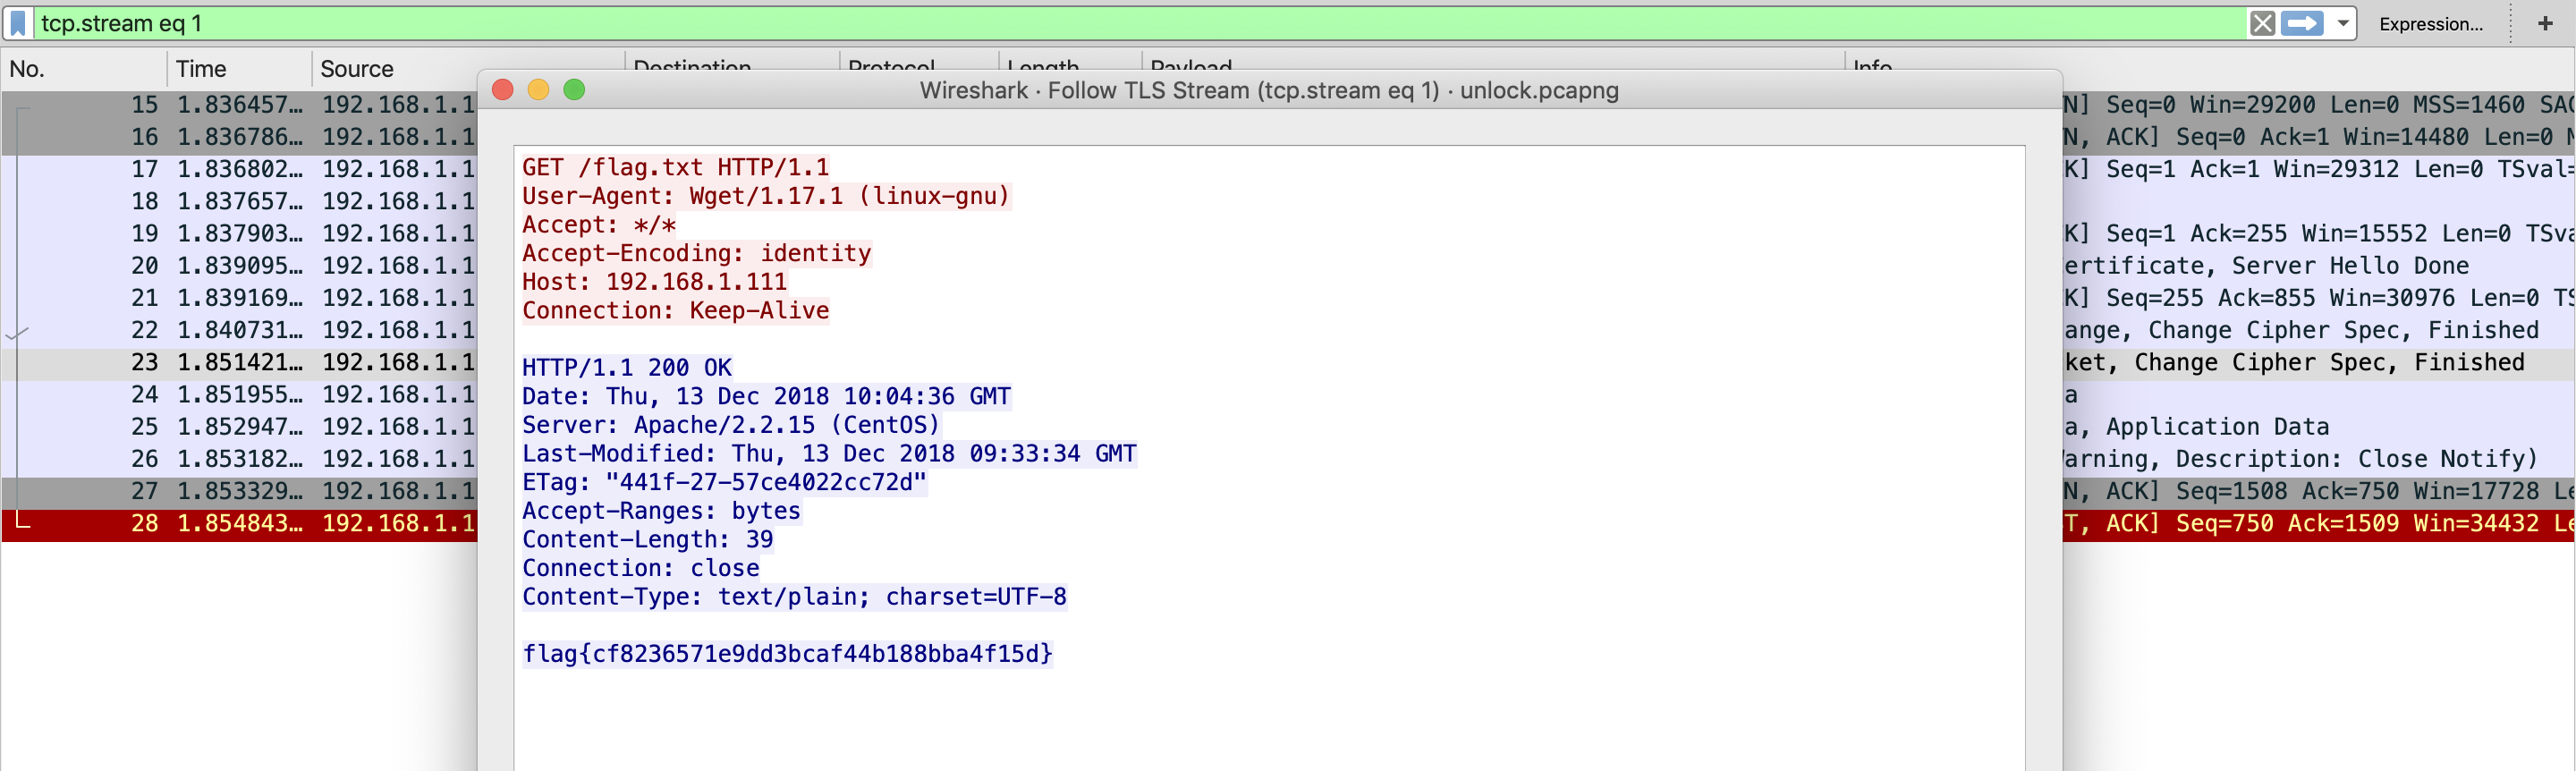 tcp.stream eq 1
Expression...
+
No. Time Source Destination Protocol Length Payload Info
Wireshark · Follow TLS Stream (tcp.stream eq 1) · unlock.pcapng
15 1.836457… 192.168.1.1 N] Seq=0 Win=29200 Len=0 MSS=1460
16 1.836786… 192.168.1.1 N, ACK] Seq=0 Ack=1 Win=14480 Len=0
17 1.836802… 192.168.1.1 K] Seq=1 Ack=1 Win=29312 Len=0 TSval=
18 1.837657… 192.168.1.1
19 1.837903… 192.168.1.1 K] Seq=1 Ack=255 Win=15552 Len=0
20 1.839095… 192.168.1.1 ertificate, Server Hello Done
21 1.839169… 192.168.1.1 K] Seq=255 Ack=855 Win=30976 Len=0
22 1.840731… 192.168.1.1 ange, Change Cipher Spec, Finished
23 1.851421… 192.168.1.1 ket, Change Cipher Spec, Finished
24 1.851955… 192.168.1.1 a
25 1.852947… 192.168.1.1 a, Application Data
26 1.853182… 192.168.1.1 arning, Description: Close Notify)
27 1.853329… 192.168.1.1 N, ACK] Seq=1508 Ack=750 Win=17728
28 1.854843… 192.168.1.1 T, ACK] Seq=750 Ack=1509 Win=34432
GET /flag.txt HTTP/1.1
User-Agent: Wget/1.17.1 (linux-gnu)
Accept: */*
Accept-Encoding: identity
Host: 192.168.1.111
Connection: Keep-Alive
HTTP/1.1 200 OK
Date: Thu, 13 Dec 2018 10:04:36 GMT
Server: Apache/2.2.15 (CentOS)
Last-Modified: Thu, 13 Dec 2018 09:33:34 GMT
ETag: "441f-27-57ce4022cc72d"
Accept-Ranges: bytes
Content-Length: 39
Connection: close
Content-Type: text/plain; charset=UTF-8
flag{cf8236571e9dd3bcaf44b188bba4f15d}